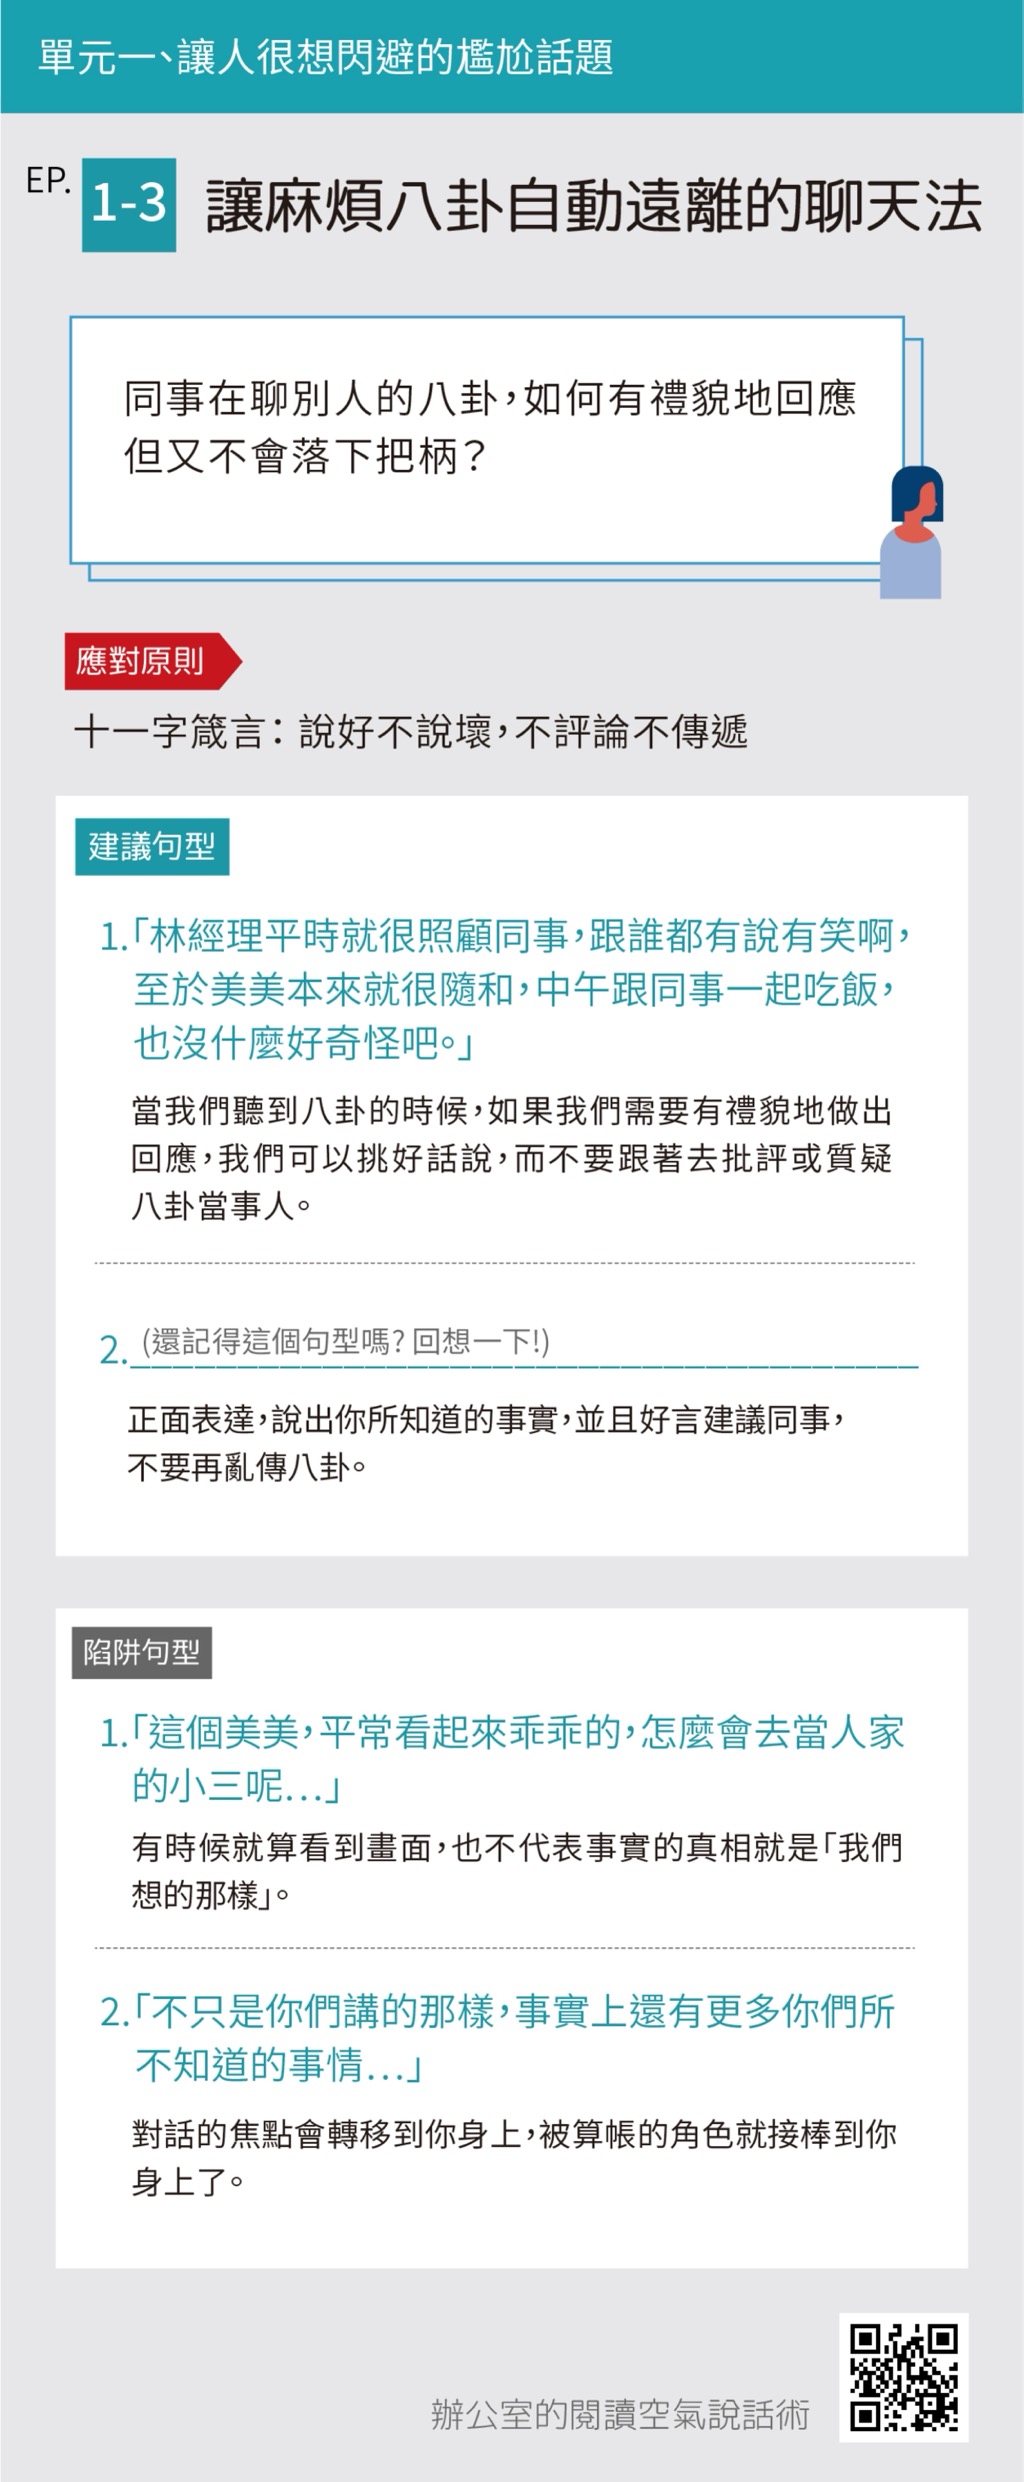 單元一、讓人很想閃避的尷尬話題
EP. 1-3 讓麻煩八卦自動遠離的聊天法
同事在聊別人的八卦，如何有禮貌地回應
但又不會落下把柄？
應對原則
十一字箴言：說好不說壞，不評論不傳遞
建議句型
1.「林經理平時就很照顧同事，跟誰都有說有笑啊，
至於美美本來就很隨和，中午跟同事一起吃飯，
也沒什麼好奇怪吧。」
當我們聽到八卦的時候，如果我們需要有禮貌地做出
回應，我們可以挑好話說，而不要跟著去批評或質疑
八卦當事人。
2. (還記得這個句型嗎? 回想一下!)
正面表達，說出你所知道的事實，並且好言建議同事，
不要再亂傳八卦。
陷阱句型
1.「這個美美，平常看起來乖乖的，怎麼會去當人家
的小三呢…」
有時候就算看到畫面，也不代表事實的真相就是「我們
想的那樣」。
2.「不只是你們講的那樣，事實上還有更多你們所
不知道的事情…」
對話的焦點會轉移到你身上，被算帳的角色就接棒到你
身上了。
辦公室的閱讀空氣說話術